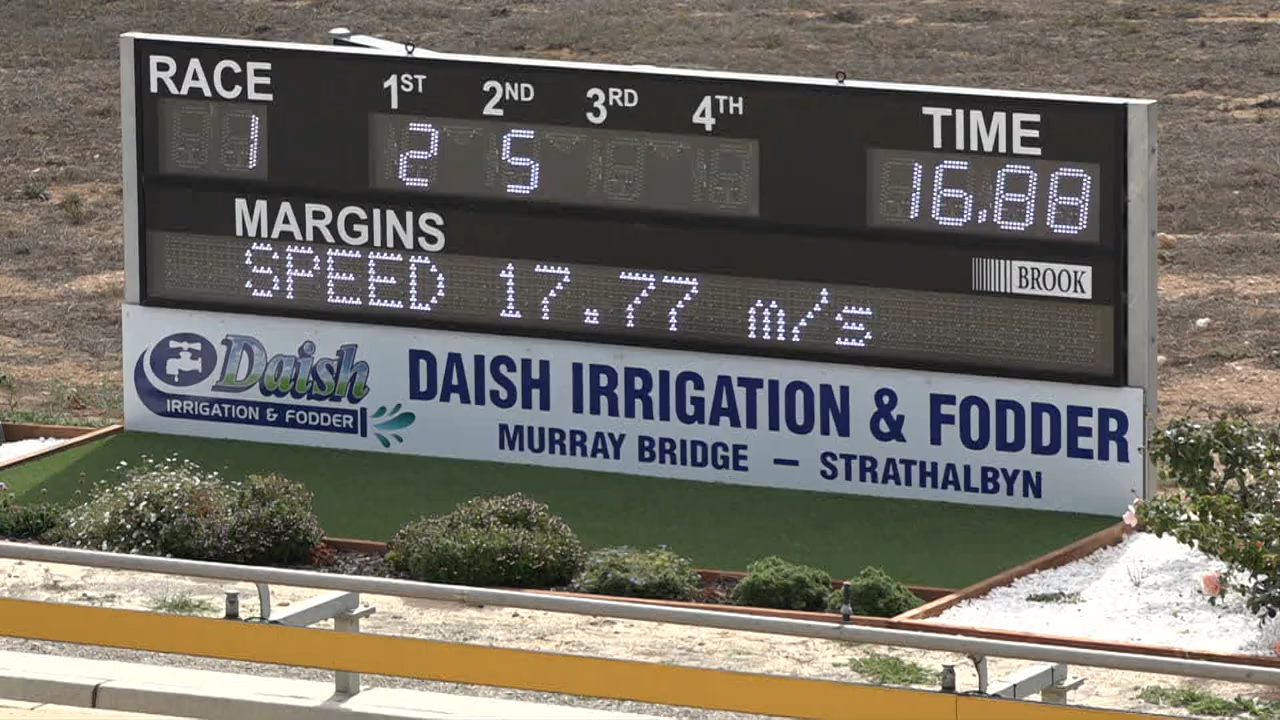 RACE 1ST 2ND 3RD 4TH TIME
1 2 5 16.88
MARGINS
SPEED 17.77 m/s
BROOK
Daish
IRRIGATION & FODDER
DAISH IRRIGATION & FODDER
MURRAY BRIDGE – STRATHALBYN